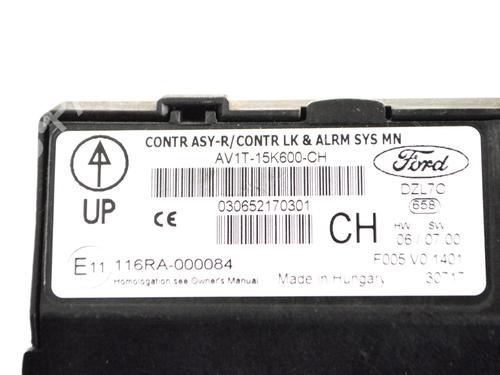 CONTR ASY-R/CONTR LK & ALRM SYS MN
AV1T-15K600-CH
Ford
DZL7C
658
UP
CE
030652170301
CH
HW SW
06 / 07.00
E11 116RA-000084
F005 V0 1401
Homologation see Owner's Manual
Made in Hungary
30717